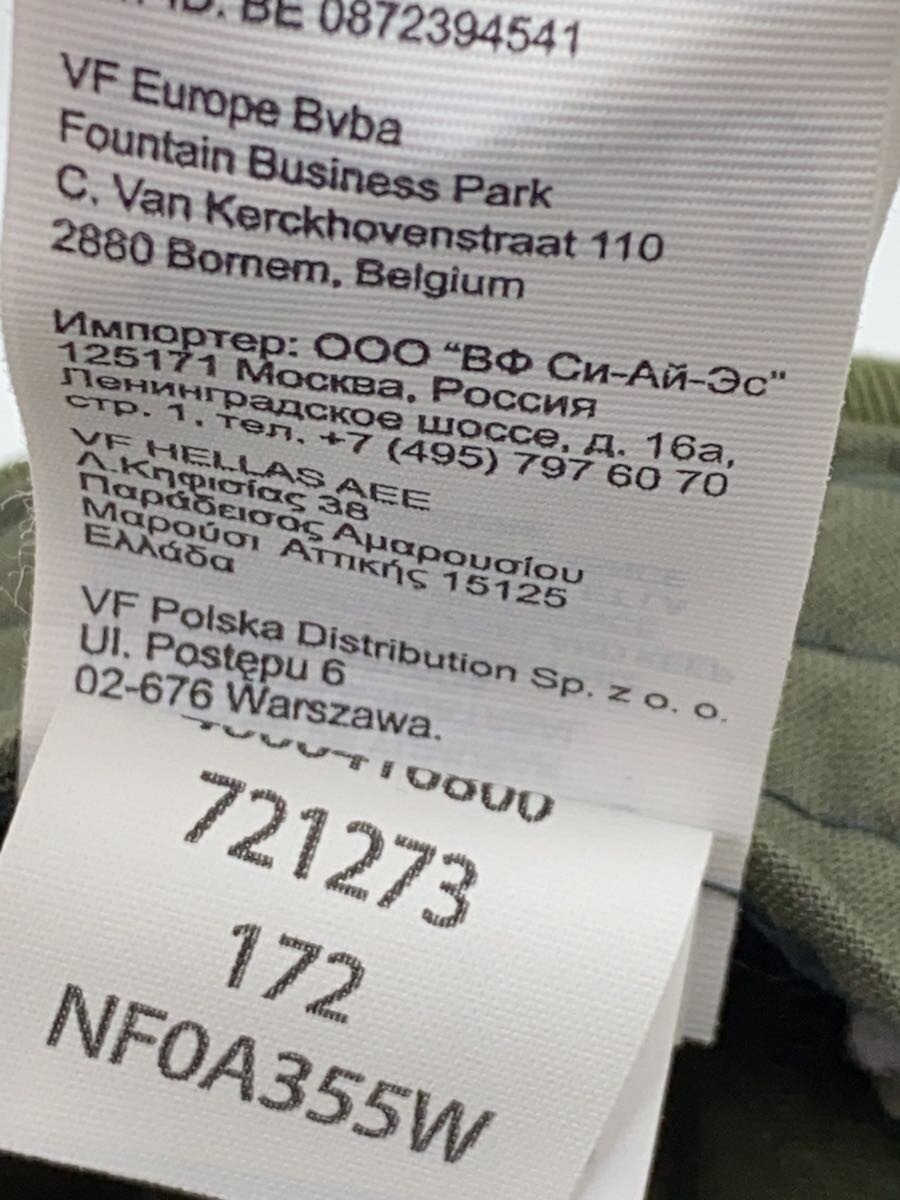 BE 0872394541
VF Europe Bvba
Fountain Business Park
C. Van Kerckhovenstraat 110
2880 Bornem, Belgium
Импортер: ООО “ВФ Си-Ай-Эс"
125171 Москва, Россия
Ленинградское шоссе, д. 16а,
стр. 1, тел. +7 (495) 797 60 70
VF HELLAS AEE
Λ.Κηφισίας 38
Παράδεισος Αμαρουσίου
Μαρούσι Αττικής 15125
Ελλάδα
VF Polska Distribution Sp. z o. o.
Ul. Postępu 6
02-676 Warszawa.
721273
172
NF0A355W